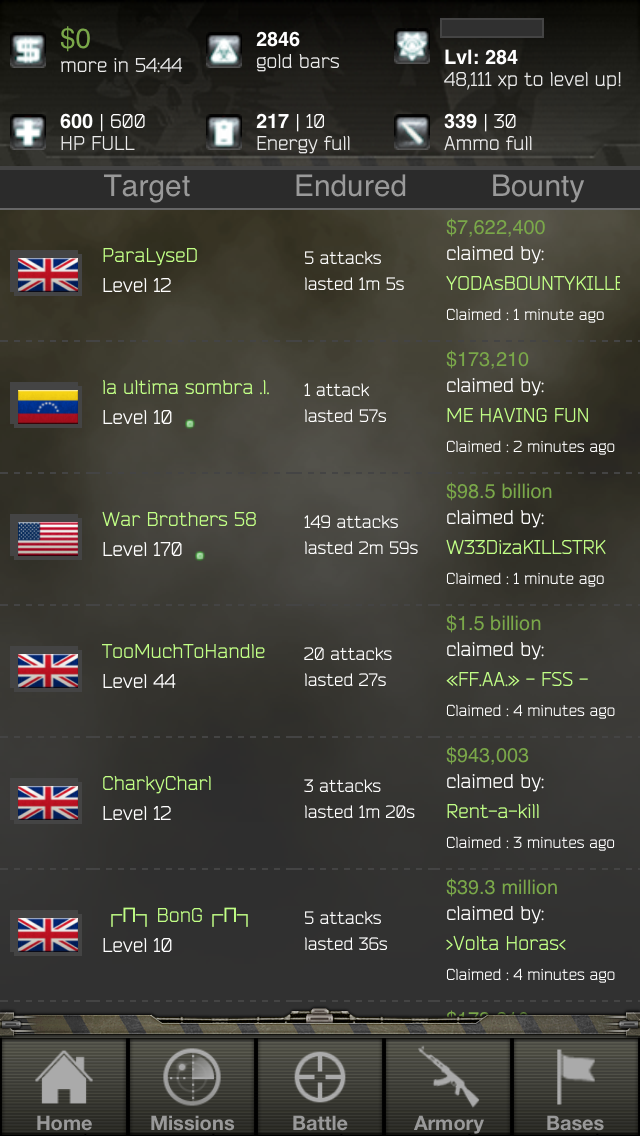 $0
more in 54:44
2846
gold bars
Lvl: 284
48,111 xp to level up!
600 | 600
HP FULL
217 | 10
Energy full
339 | 30
Ammo full
Target Endured Bounty
ParaLyseD
Level 12
5 attacks
lasted 1m 5s
$7,622,400
claimed by:
YODAsBOUNTYKILLE
Claimed : 1 minute ago
la ultima sombra .l.
Level 10
1 attack
lasted 57s
$173,210
claimed by:
ME HAVING FUN
Claimed : 2 minutes ago
War Brothers 58
Level 170
149 attacks
lasted 2m 59s
$98.5 billion
claimed by:
W33DizaKILLSTRK
Claimed : 1 minute ago
TooMuchToHandle
Level 44
20 attacks
lasted 27s
$1.5 billion
claimed by:
«FF.AA.» - FSS -
Claimed : 4 minutes ago
CharkyCharl
Level 12
3 attacks
lasted 1m 20s
$943,003
claimed by:
Rent-a-kill
Claimed : 3 minutes ago
┌П┐ BonG ┌П┐
Level 10
5 attacks
lasted 36s
$39.3 million
claimed by:
>Volta Horas<
Claimed : 4 minutes ago
Home Missions Battle Armory Bases